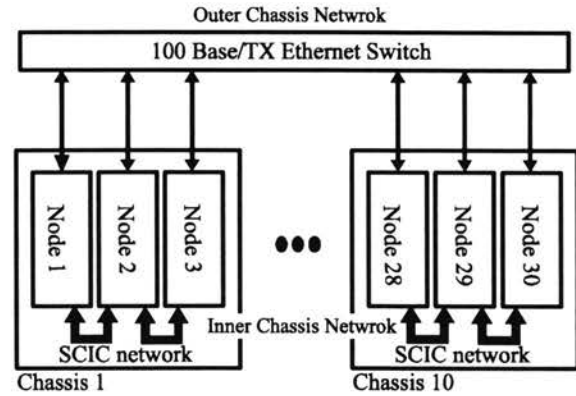 Outer Chassis Netwrok
100 Base/TX Ethernet Switch
Node 1
Node 2
Node 3
Node 28
Node 29
Node 30
Inner Chassis Netwrok
SCIC network
SCIC network
Chassis 1
Chassis 10